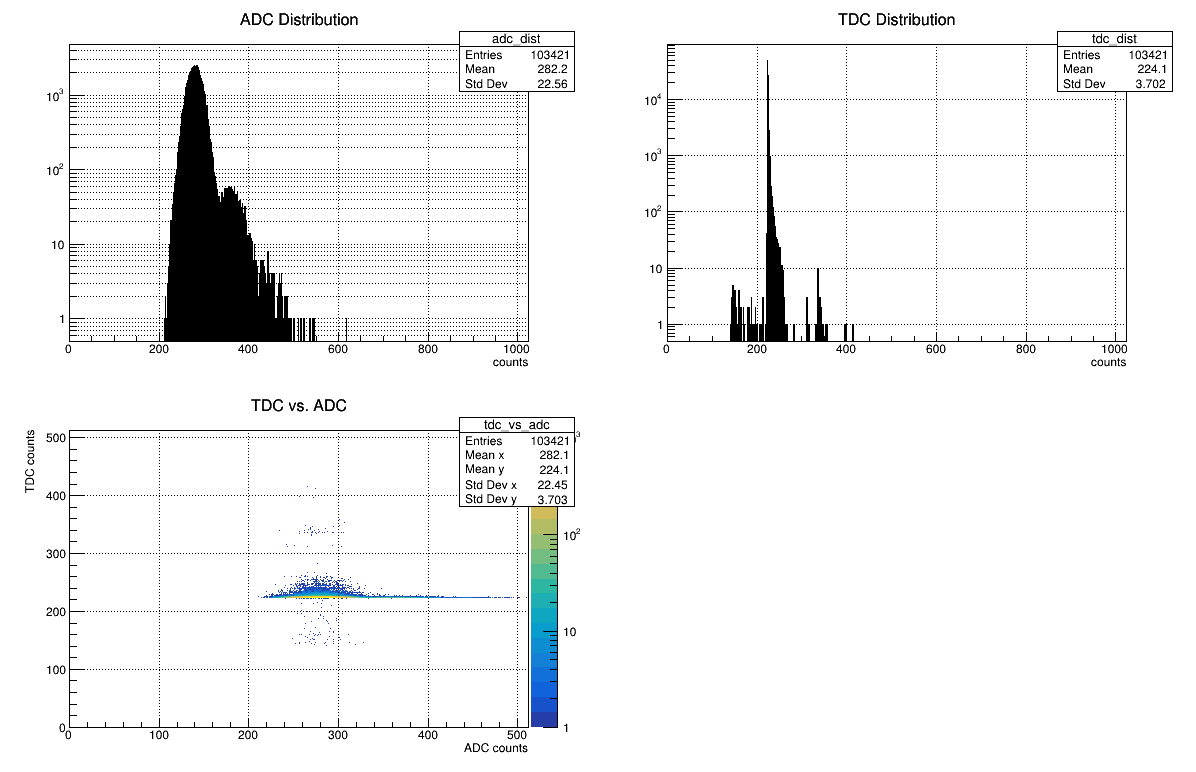 ADC Distribution
adc_dist
Entries 103421
Mean 282.2
Std Dev 22.56
10³
10²
10
1
0 200 400 600 800 1000
counts
TDC Distribution
tdc_dist
Entries 103421
Mean 224.1
Std Dev 3.702
10⁴
10³
10²
10
1
0 200 400 600 800 1000
counts
TDC vs. ADC
TDC counts
tdc_vs_adc
Entries 103421
Mean x 282.1
Mean y 224.1
Std Dev x 22.45
Std Dev y 3.703
500
400
300
200
100
0
0 100 200 300 400 500
ADC counts
3
10²
10
1